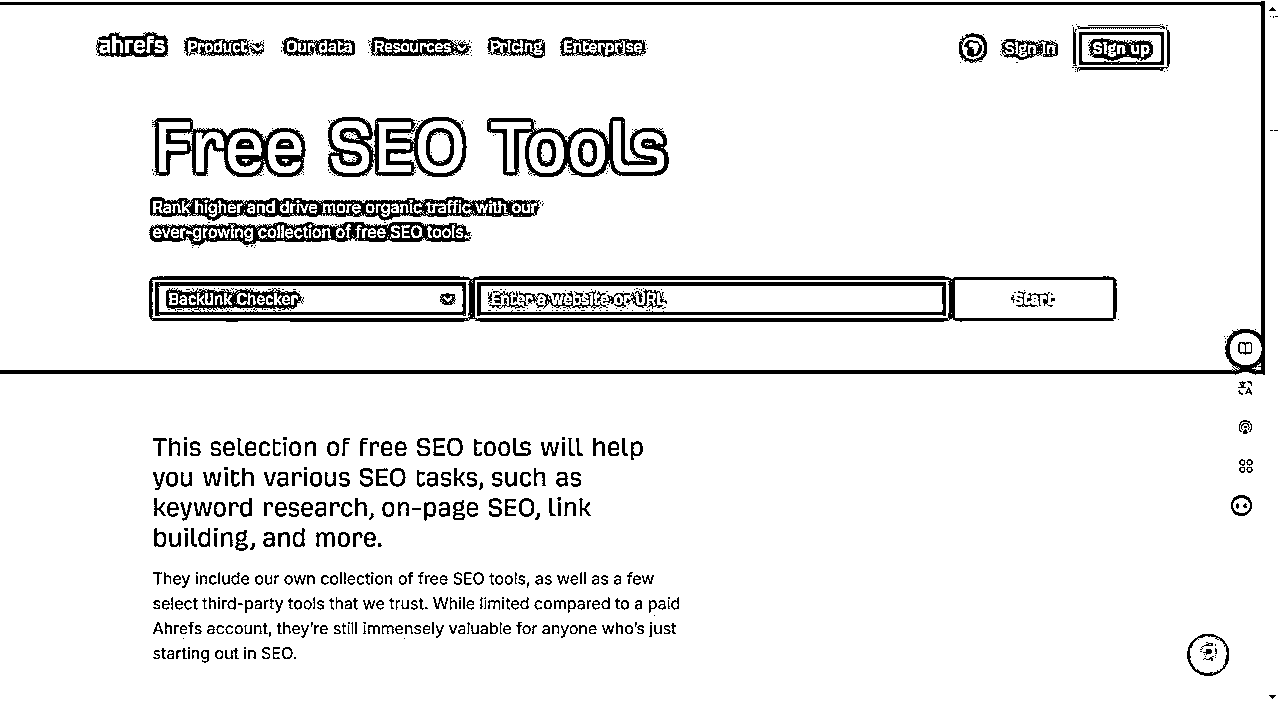 ahrefs Product Our data Resources Pricing Enterprise Sign in Sign up
Free SEO Tools
Rank higher and drive more organic traffic with our
ever-growing collection of free SEO tools.
Backlink Checker Enter a website or URL Start
This selection of free SEO tools will help
you with various SEO tasks, such as
keyword research, on-page SEO, link
building, and more.
They include our own collection of free SEO tools, as well as a few
select third-party tools that we trust. While limited compared to a paid
Ahrefs account, they're still immensely valuable for anyone who's just
starting out in SEO.